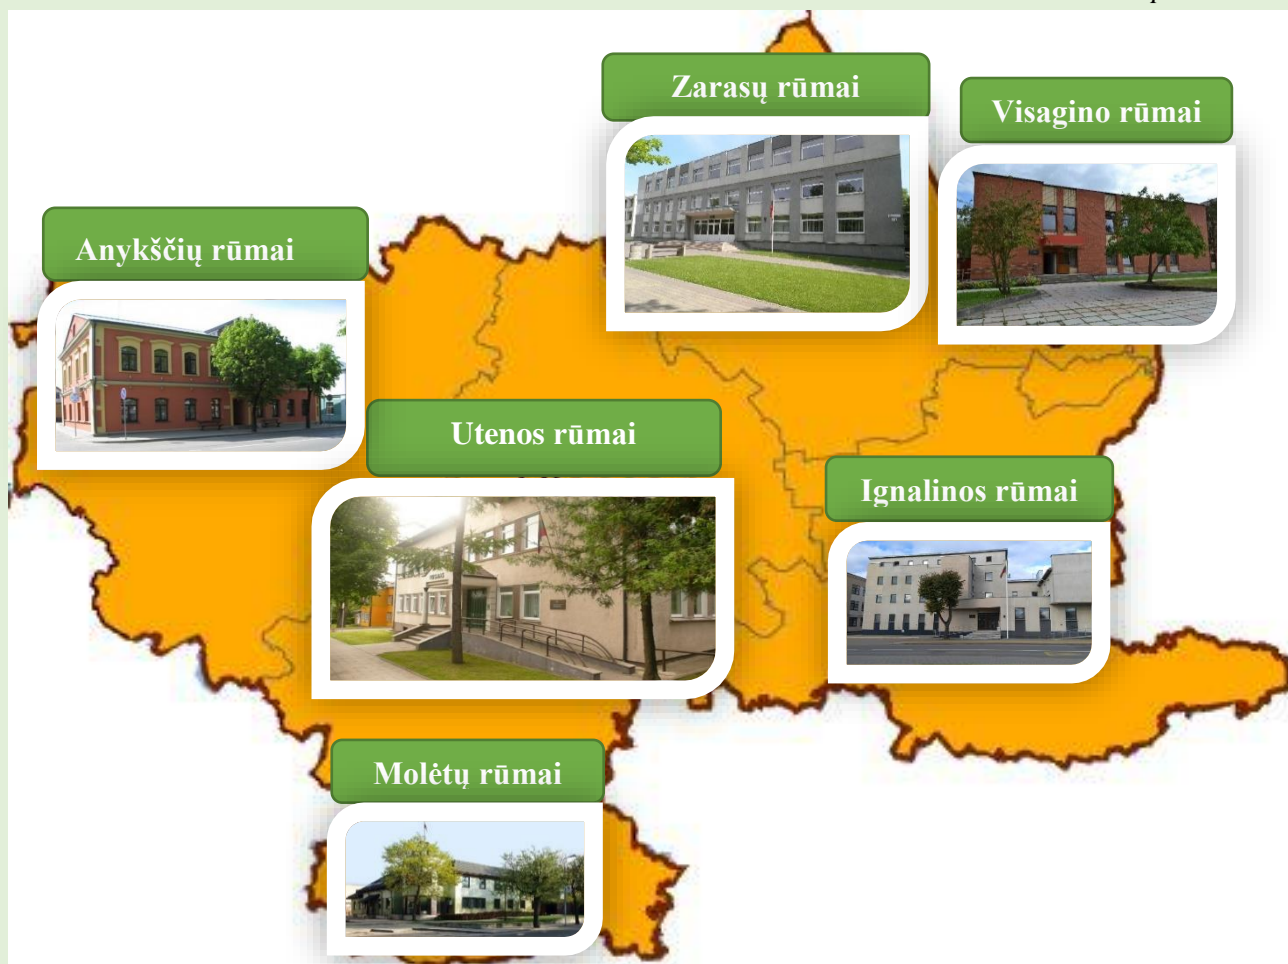 Zarasų rūmai
Visagino rūmai
Anykščių rūmai
Utenos rūmai
Ignalinos rūmai
Molėtų rūmai